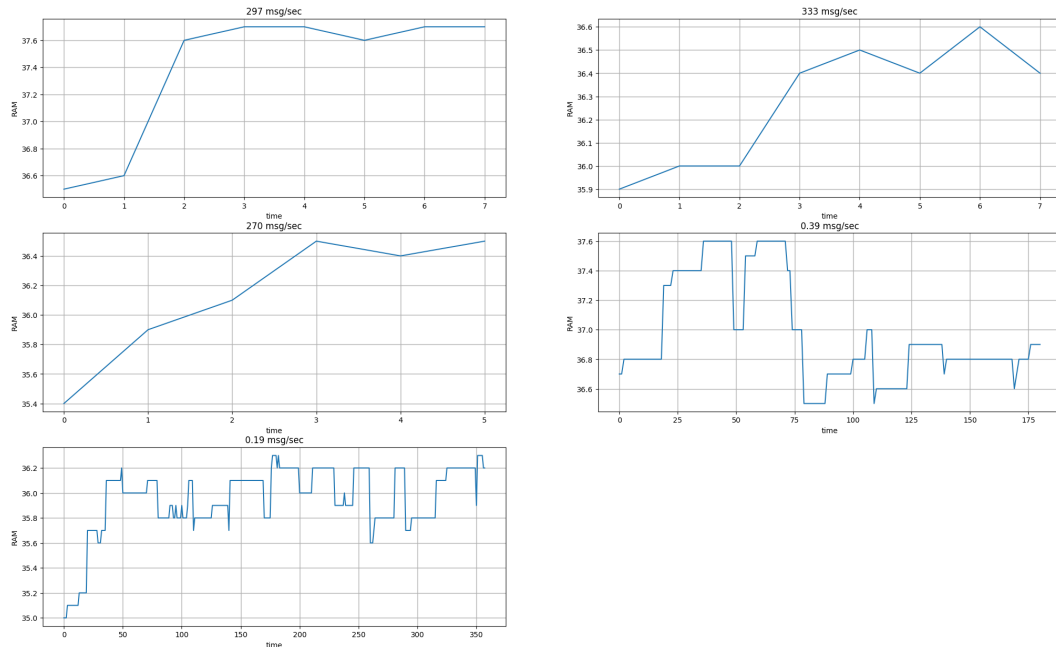 297 msg/sec
37.6
37.4
37.2
37.0
36.8
36.6
RAM
0 1 2 3 4 5 6 7
time
333 msg/sec
36.6
36.5
36.4
36.3
36.2
36.1
36.0
35.9
RAM
0 1 2 3 4 5 6 7
time
270 msg/sec
36.4
36.2
36.0
35.8
35.6
35.4
RAM
0 1 2 3 4 5
time
0.39 msg/sec
37.6
37.4
37.2
37.0
36.8
36.6
RAM
0 25 50 75 100 125 150 175
time
0.19 msg/sec
36.2
36.0
35.8
35.6
35.4
35.2
35.0
RAM
0 50 100 150 200 250 300 350
time